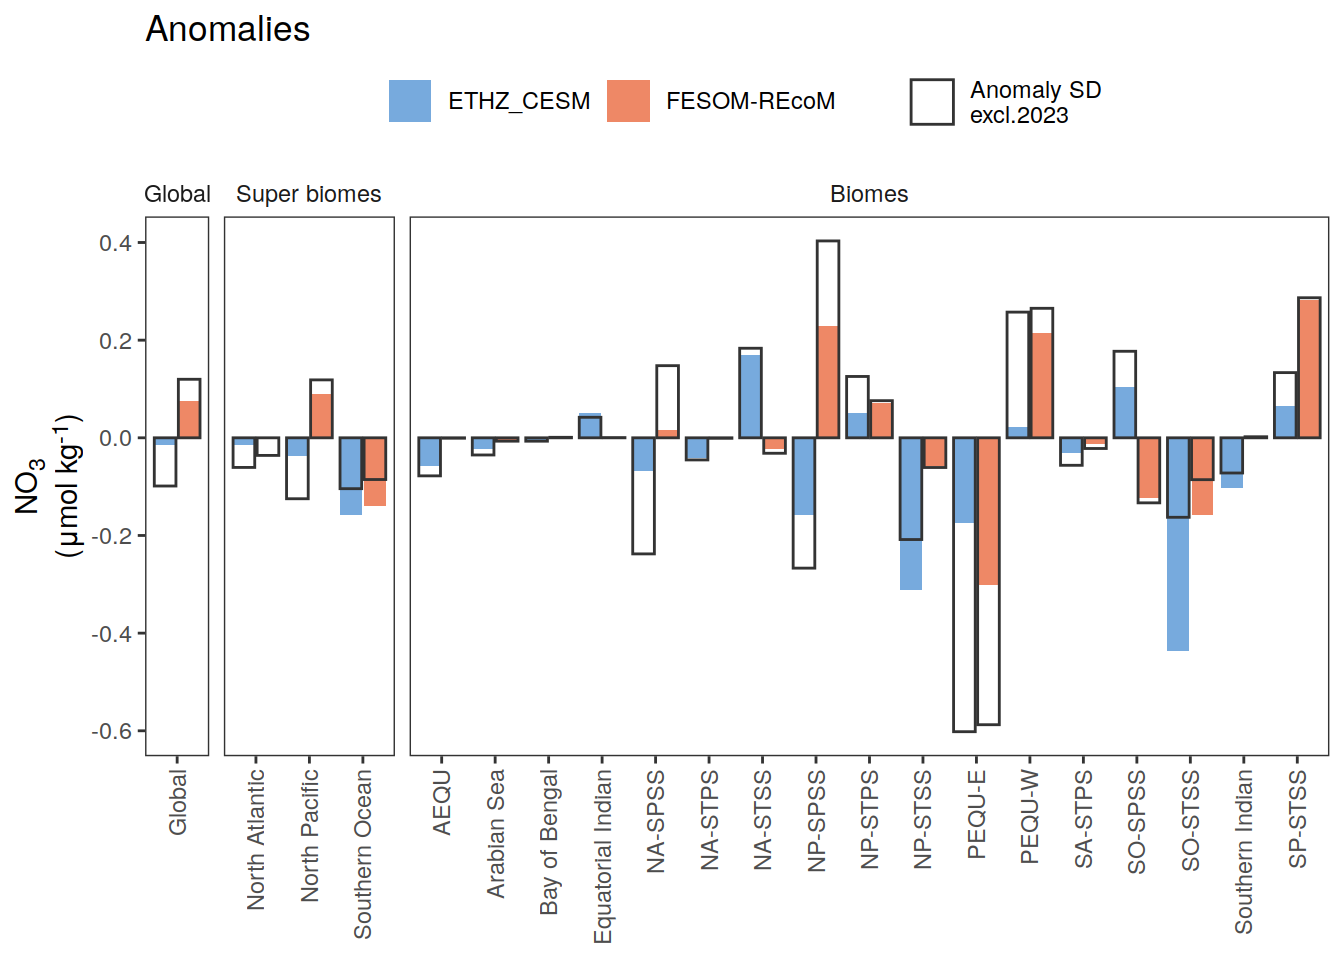 Anomalies
ETHZ_CESM
FESOM-REcoM
Anomaly SD
excl.2023
Global
Super biomes
Biomes
NO3
(μmol kg-1)
0.4
0.2
0.0
-0.2
-0.4
-0.6
Global
North Atlantic
North Pacific
Southern Ocean
AEQU
Arabian Sea
Bay of Bengal
Equatorial Indian
NA-SPSS
NA-STPS
NA-STSS
NP-SPSS
NP-STPS
NP-STSS
PEQU-E
PEQU-W
SA-STPS
SO-SPSS
SO-STSS
Southern Indian
SP-STSS